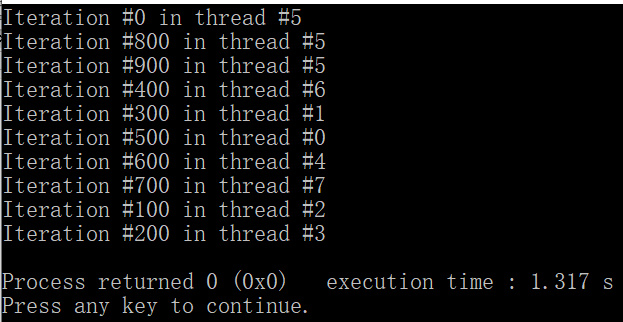 Iteration #0 in thread #5
Iteration #800 in thread #5
Iteration #900 in thread #5
Iteration #400 in thread #6
Iteration #300 in thread #1
Iteration #500 in thread #0
Iteration #600 in thread #4
Iteration #700 in thread #7
Iteration #100 in thread #2
Iteration #200 in thread #3
Process returned 0 (0x0)   execution time : 1.317 s
Press any key to continue.